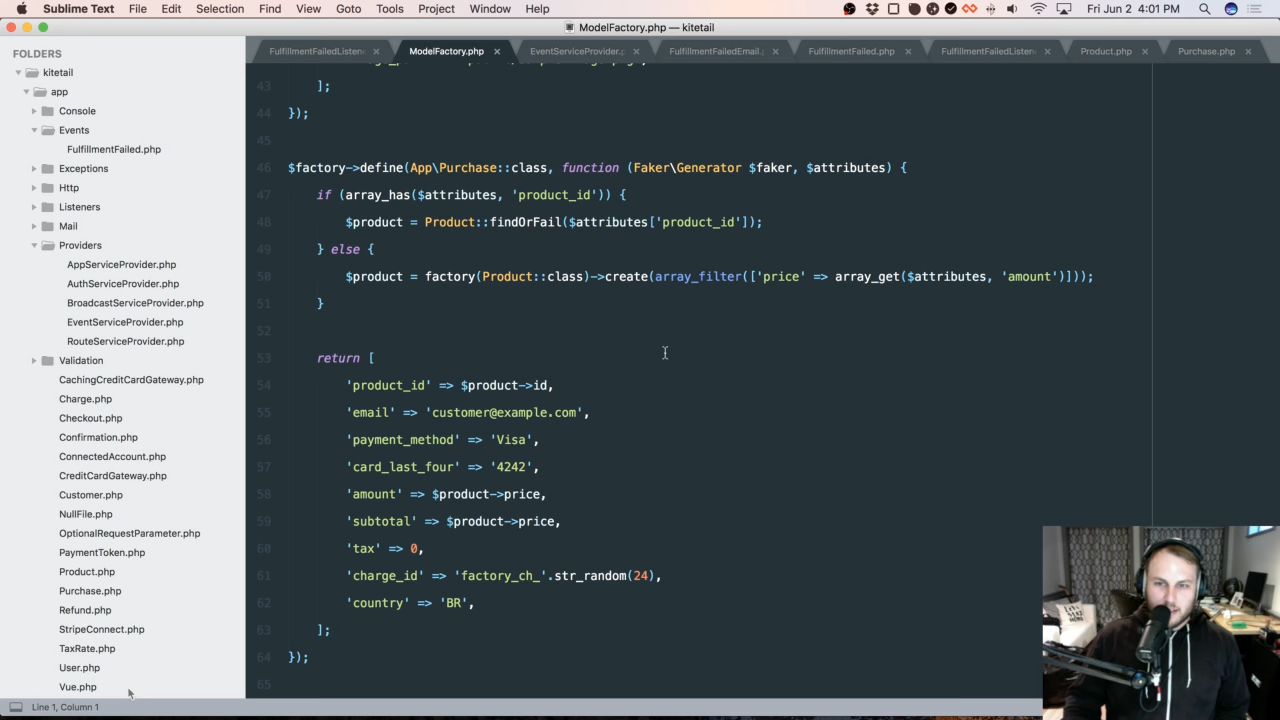 Sublime Text File Edit Selection Find View Goto Tools Project Window Help Fri Jun 2 4:01 PM
ModelFactory.php — kitetail
FOLDERS
kitetail
app
Console
Events
FulfillmentFailed.php
Exceptions
Http
Listeners
Mail
Providers
AppServiceProvider.php
AuthServiceProvider.php
BroadcastServiceProvider.php
EventServiceProvider.php
RouteServiceProvider.php
Validation
CachingCreditCardGateway.php
Charge.php
Checkout.php
Confirmation.php
ConnectedAccount.php
CreditCardGateway.php
Customer.php
NullFile.php
OptionalRequestParameter.php
PaymentToken.php
Product.php
Purchase.php
Refund.php
StripeConnect.php
TaxRate.php
User.php
Vue.php
FulfillmentFailedListen ModelFactory.php EventServiceProvider.p FulfillmentFailedEmail. FulfillmentFailed.php FulfillmentFailedListen Product.php Purchase.php
43 ];
44 });
45
46 $factory->define(App\Purchase::class, function (Faker\Generator $faker, $attributes) {
47 if (array_has($attributes, 'product_id')) {
48 $product = Product::findOrFail($attributes['product_id']);
49 } else {
50 $product = factory(Product::class)->create(array_filter(['price' => array_get($attributes, 'amount')]));
51 }
52
53 return [
54 'product_id' => $product->id,
55 'email' => 'customer@example.com',
56 'payment_method' => 'Visa',
57 'card_last_four' => '4242',
58 'amount' => $product->price,
59 'subtotal' => $product->price,
60 'tax' => 0,
61 'charge_id' => 'factory_ch_'.str_random(24),
62 'country' => 'BR',
63 ];
64 });
65
Line 1, Column 1